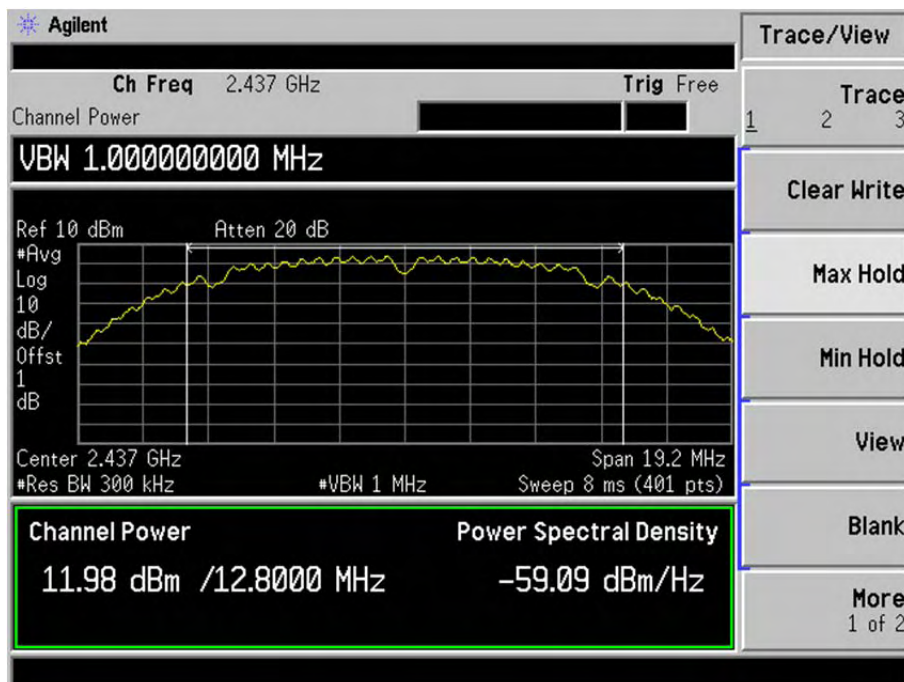 Agilent
Trace/View
Ch Freq 2.437 GHz Trig Free
Channel Power
Trace
1 2 3
VBW 1.000000000 MHz
Clear Write
Ref 10 dBm Atten 20 dB
#Avg
Log
10
dB/
Offst
1
dB
Max Hold
Min Hold
Center 2.437 GHz Span 19.2 MHz
#Res BW 300 kHz #VBW 1 MHz Sweep 8 ms (401 pts)
View
Channel Power Power Spectral Density
11.98 dBm /12.8000 MHz -59.09 dBm/Hz
Blank
More
1 of 2